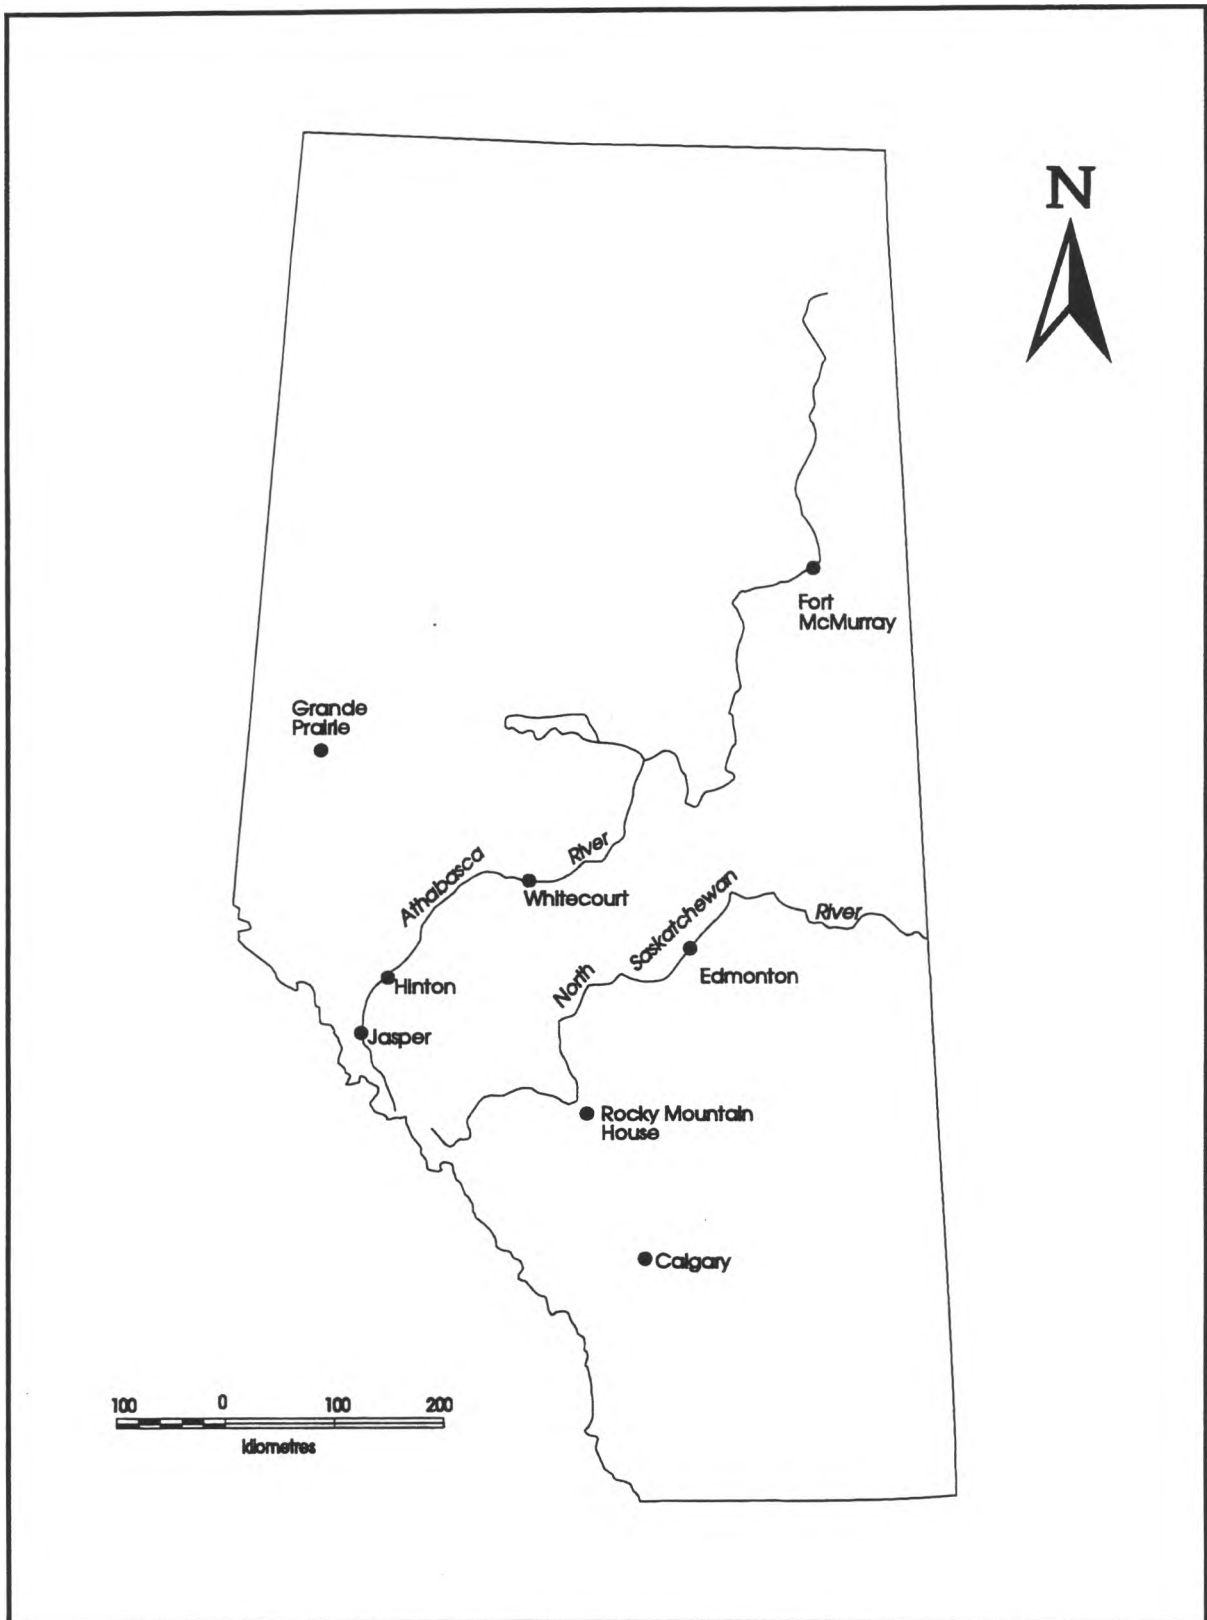 N
Fort
McMurray
Grande
Prairie
Athabasca River
Whitecourt
North Saskatchewan River
Hinton
Edmonton
Jasper
Rocky Mountain
House
Calgary
100 0 100 200
kilometres